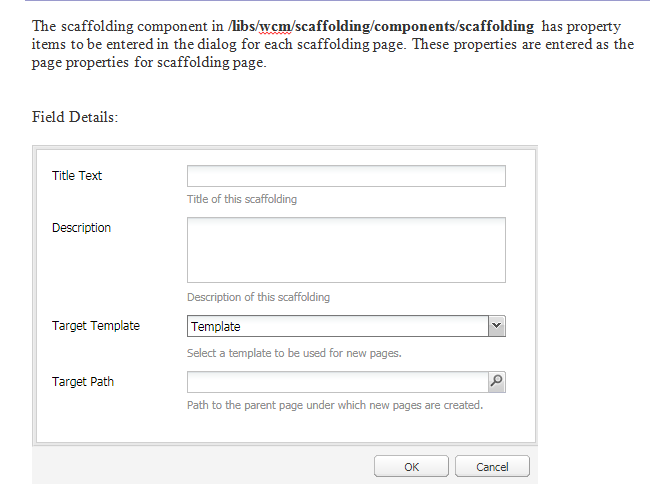 The scaffolding component in /libs/wcm/scaffolding/components/scaffolding has property
items to be entered in the dialog for each scaffolding page. These properties are entered as the
page properties for scaffolding page.
Field Details:
Title Text
Title of this scaffolding
Description
Description of this scaffolding
Target Template
Template
Select a template to be used for new pages.
Target Path
Path to the parent page under which new pages are created.
OK
Cancel